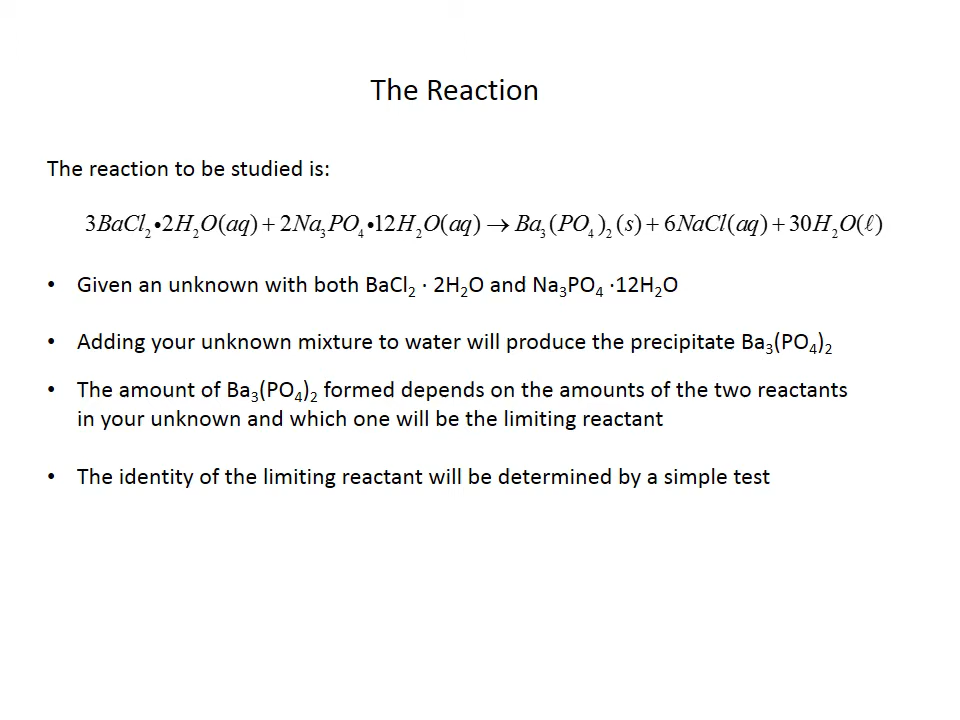 The Reaction
The reaction to be studied is:
3BaCl₂•2H₂O(aq) + 2Na₃PO₄•12H₂O(aq) → Ba₃(PO₄)₂(s) + 6NaCl(aq) + 30H₂O(ℓ)
• Given an unknown with both BaCl₂ · 2H₂O and Na₃PO₄ ·12H₂O
• Adding your unknown mixture to water will produce the precipitate Ba₃(PO₄)₂
• The amount of Ba₃(PO₄)₂ formed depends on the amounts of the two reactants
in your unknown and which one will be the limiting reactant
• The identity of the limiting reactant will be determined by a simple test